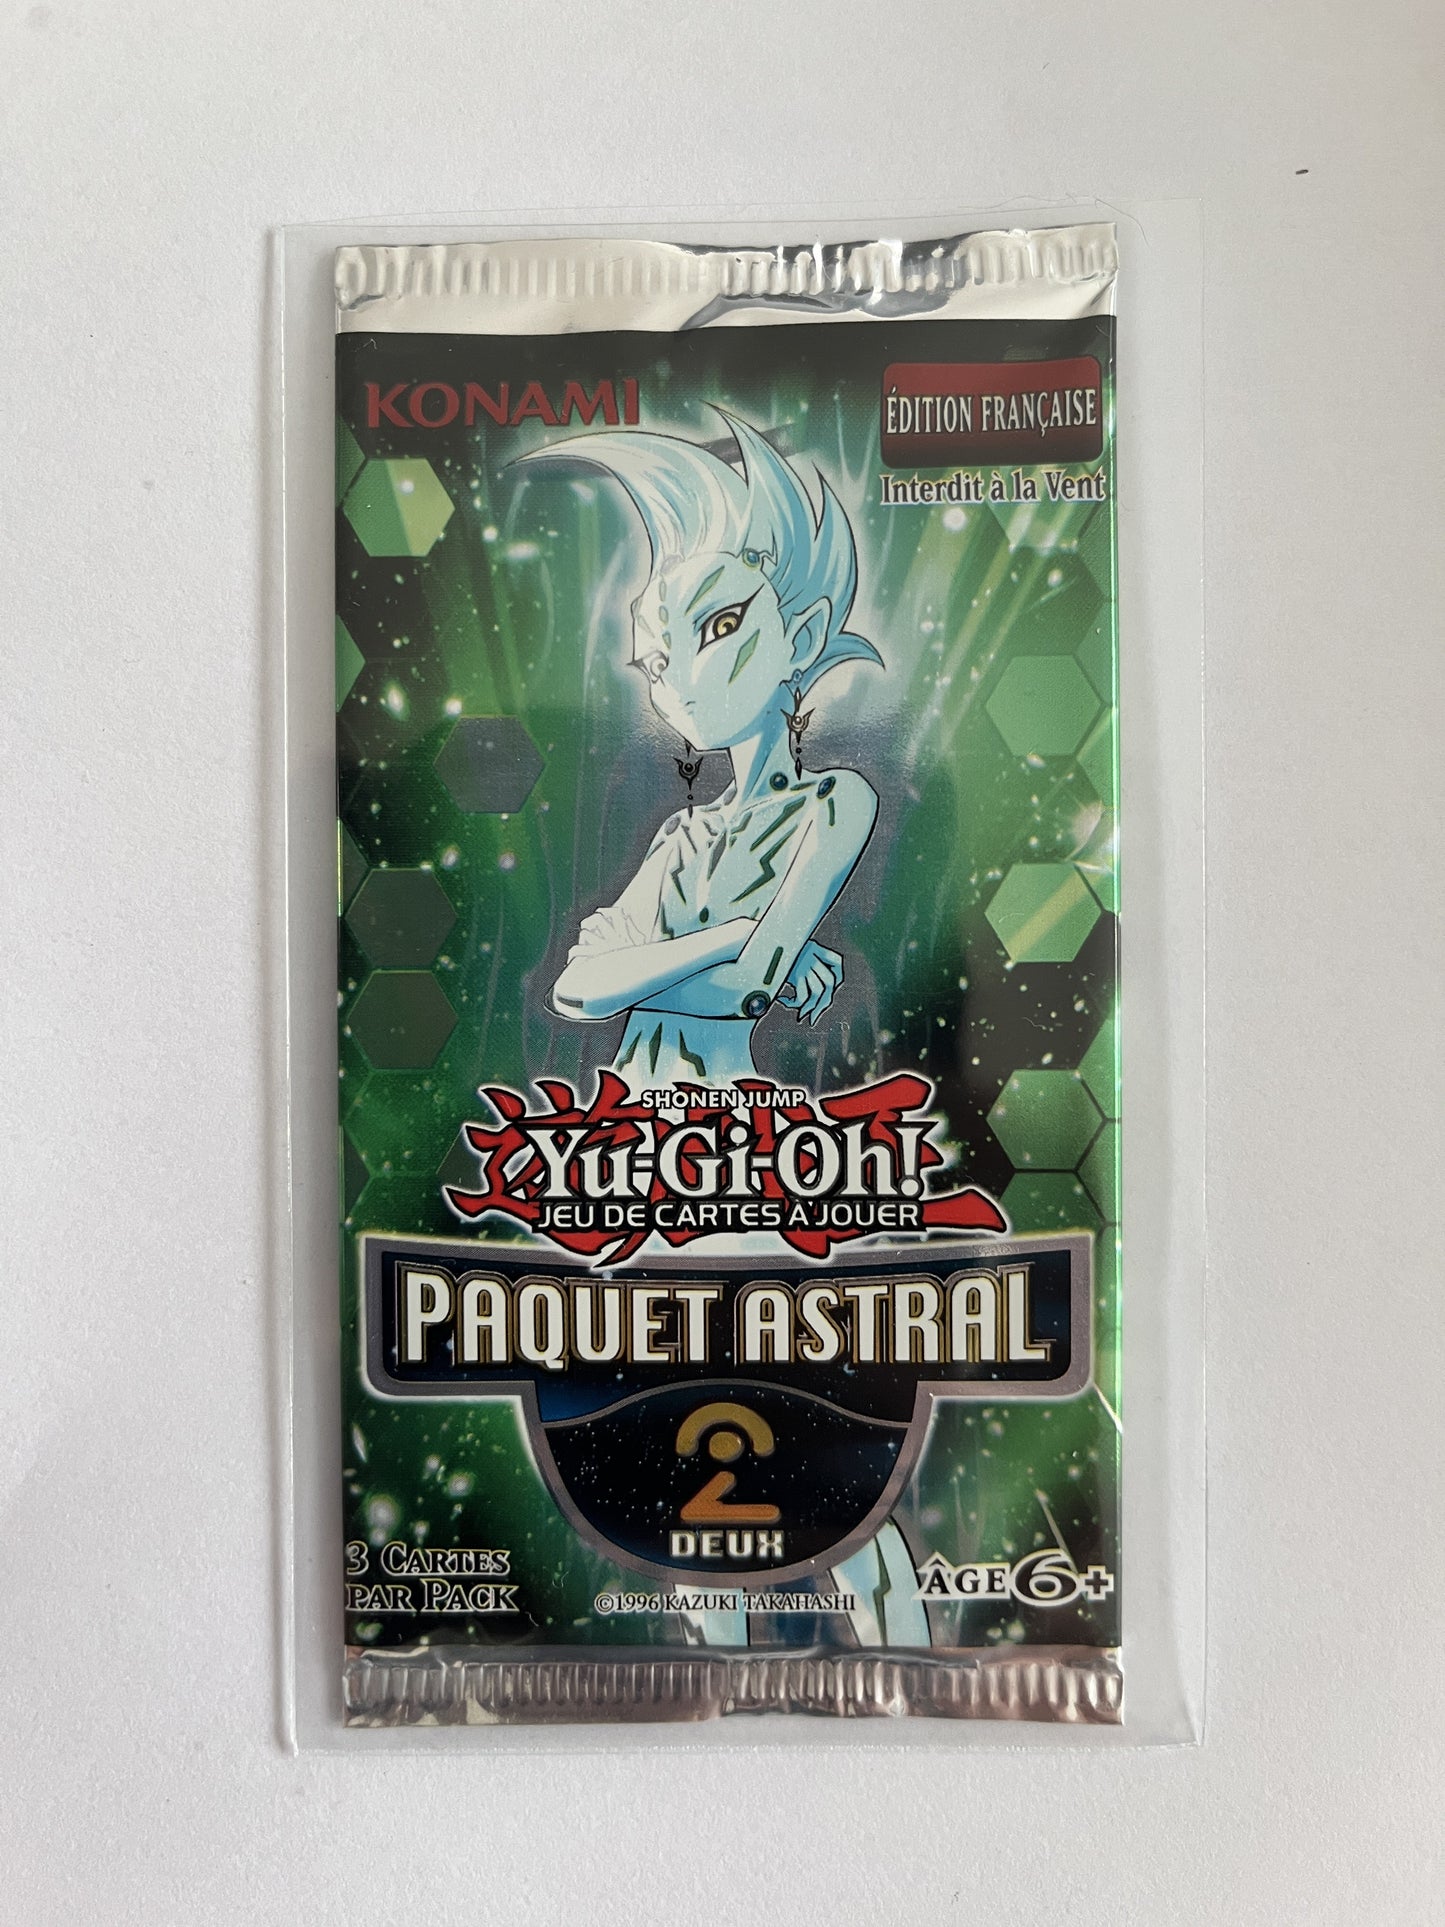 KONAMI
ÉDITION FRANÇAISE
Interdit à la Vent
SHONEN JUMP
Yu-Gi-Oh!
JEU DE CARTES À JOUER
PAQUET ASTRAL
2
DEUX
3 CARTES
PAR PACK
©1996 KAZUKI TAKAHASHI
ÂGE 6+